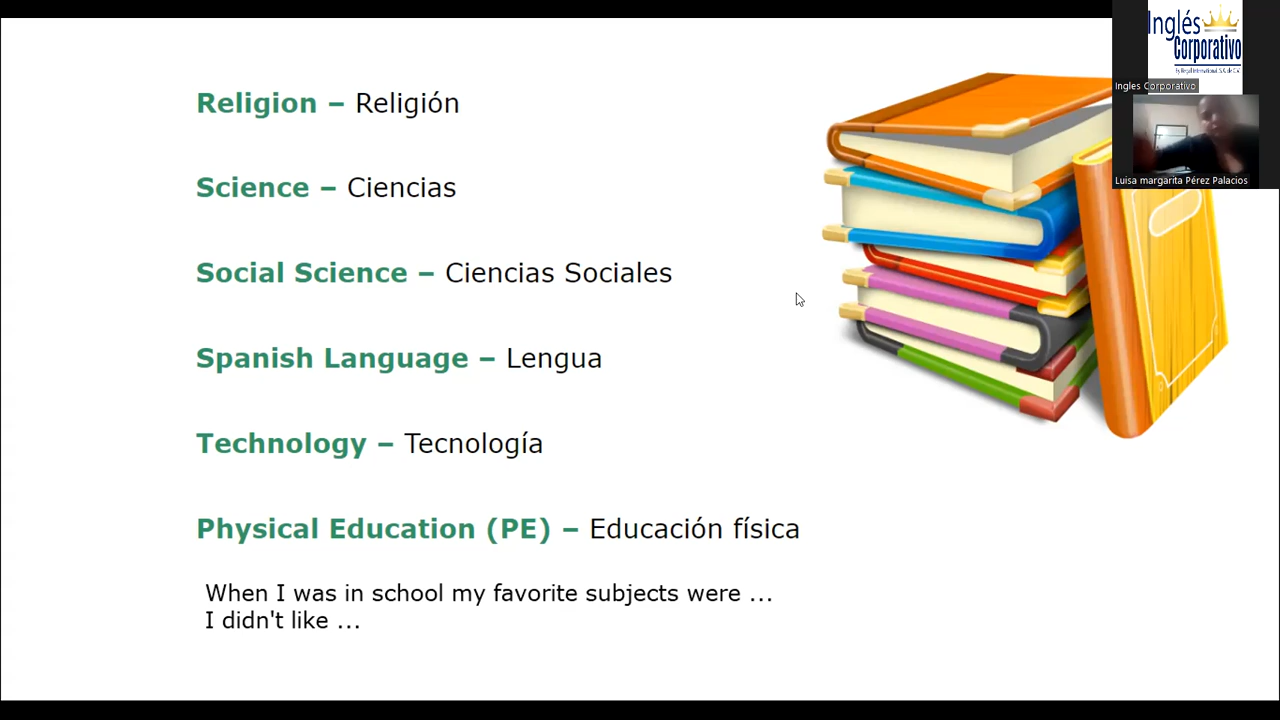 Religion – Religión
Science – Ciencias
Social Science – Ciencias Sociales
Spanish Language – Lengua
Technology – Tecnología
Physical Education (PE) – Educación física
When I was in school my favorite subjects were ...
I didn't like ...
Inglés
Corporativo
Ingles Corporativo
Luisa margarita Pérez Palacios